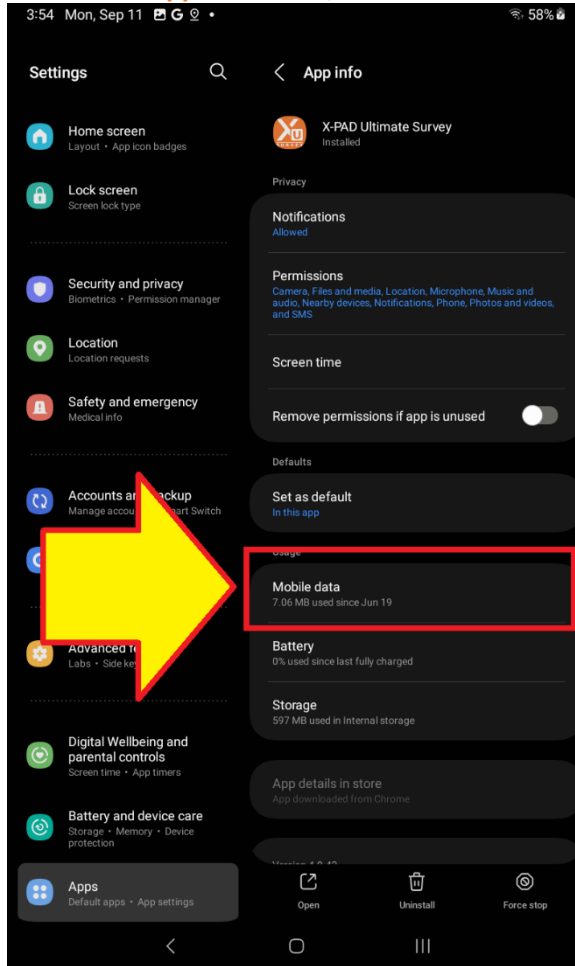 3:54 Mon, Sep 11 G
58%
Settings
Home screen
Layout • App icon badges
Lock screen
Screen lock type
Security and privacy
Biometrics • Permission manager
Location
Location requests
Safety and emergency
Medical info
Accounts
Manage
Switch
Advanced
Labs • Side
Digital Wellbeing and
parental controls
Screen time • App timers
Battery and device care
Storage • Memory • Device
protection
Apps
Default apps • App settings
App info
XU
X-PAD Ultimate Survey
Installed
Privacy
Notifications
Allowed
Permissions
Camera, Files and media, Location, Microphone, Music and
audio, Nearby devices, Notifications, Phone, Photos and videos,
and SMS
Screen time
Remove permissions if app is unused
Defaults
Set as default
In this app
Usage
Mobile data
7.06 MB used since Jun 19
Battery
0% used since last fully charged
Storage
597 MB used in Internal storage
App details in store
App downloaded from Chrome
Open
Uninstall
Force stop